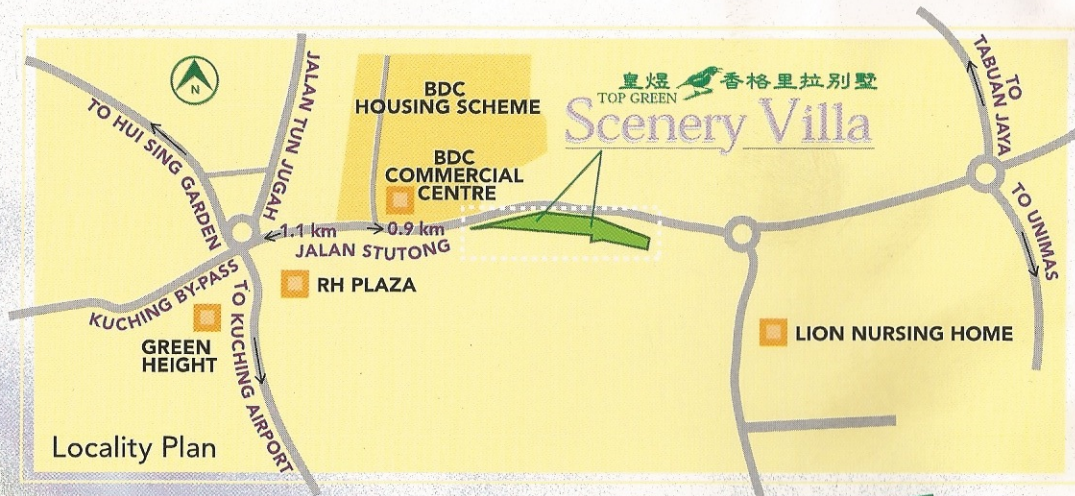 皇煜 香格里拉别墅
TOP GREEN
Scenery Villa
N
TO HUI SING GARDEN
JALAN TUN JUGAH
BDC
HOUSING SCHEME
BDC
COMMERCIAL
CENTRE
TO
TABUAN JAYA
TO UNIMAS
1.1 km
0.9 km
JALAN STUTONG
RH PLAZA
KUCHING BY-PASS
TO KUCHING AIRPORT
GREEN
HEIGHT
LION NURSING HOME
Locality Plan